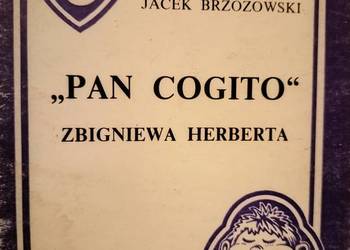 JACEK BRZOZOWSKI
„PAN COGITO“
ZBIGNIEWA HERBERTA